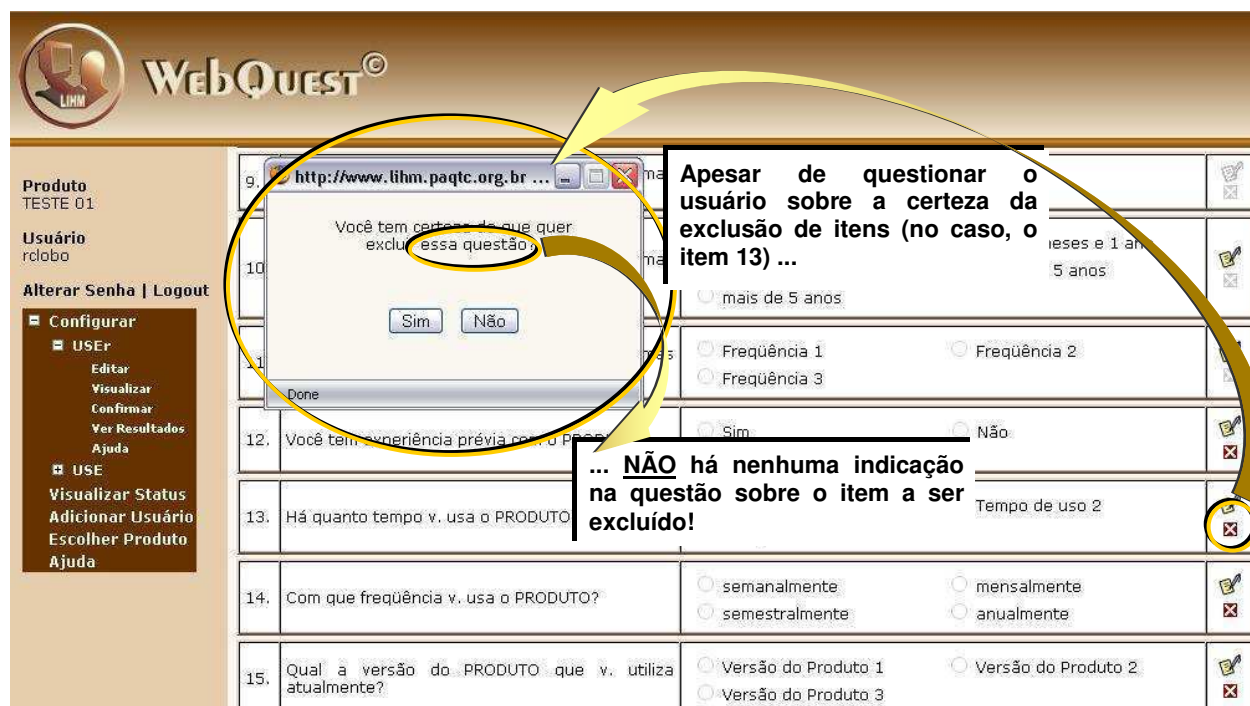 LIHM
WebQuest©
Produto
TESTE 01
Usuário
rclobo
Alterar Senha | Logout
Configurar
USEr
Editar
Visualizar
Confirmar
Ver Resultados
Ajuda
USE
Visualizar Status
Adicionar Usuário
Escolher Produto
Ajuda
http://www.lihm.paqtc.org.br ...
Você tem certeza de que quer
excluir essa questão?
Sim Não
Done
Apesar de questionar o
usuário sobre a certeza da
exclusão de itens (no caso, o
item 13) ...
... NÃO há nenhuma indicação
na questão sobre o item a ser
excluído!
9.
10
meses e 1 ano
5 anos
mais de 5 anos
11
Freqüência 1 Freqüência 2
Freqüência 3
12. Você tem experiência prévia com o PRODUTO
Sim Não
13. Há quanto tempo v. usa o PRODUTO
Tempo de uso 2
14. Com que freqüência v. usa o PRODUTO?
semanalmente mensalmente
semestralmente anualmente
15. Qual a versão do PRODUTO que v. utiliza
atualmente?
Versão do Produto 1 Versão do Produto 2
Versão do Produto 3